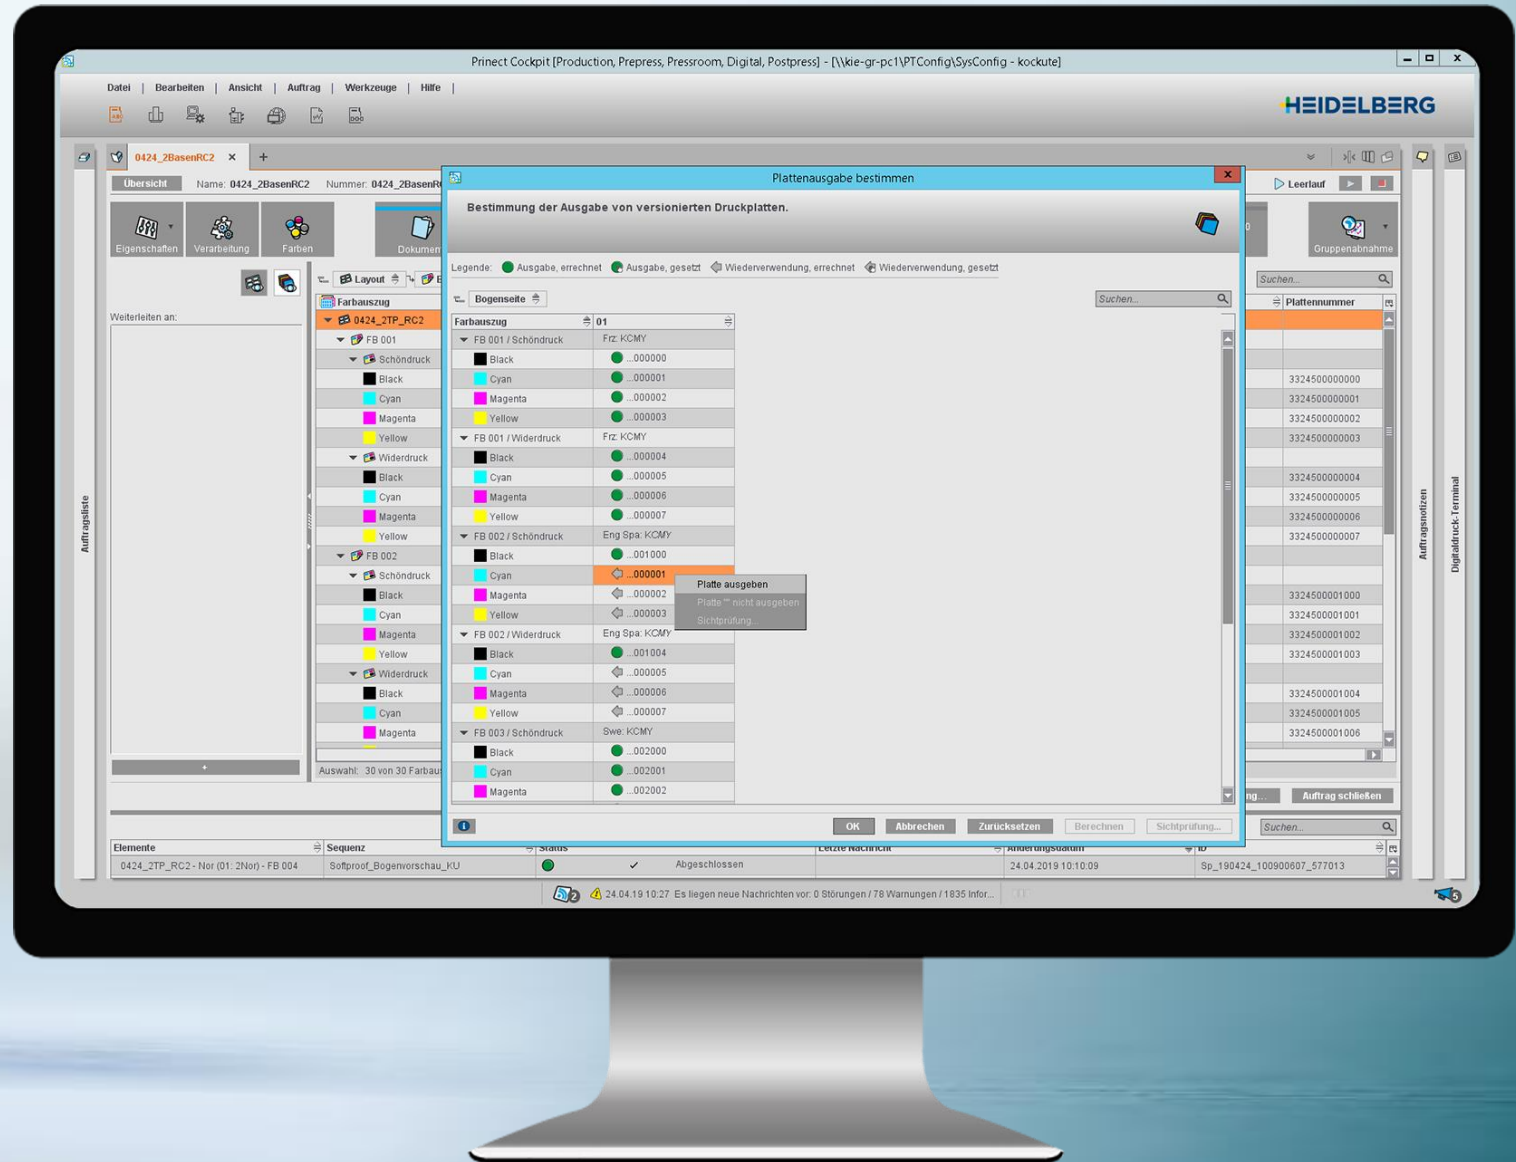 Prinect Cockpit [Production, Prepress, Pressroom, Digital, Postpress] - [\\kie-gr-pc1\PTConfig\SysConfig - kockute]
Datei | Bearbeiten | Ansicht | Auftrag | Werkzeuge | Hilfe |
HEIDELBERG
0424_2BasenRC2 x +
Übersicht Name: 0424_2BasenRC2 Nummer: 0424_2BasenR
Leerlauf
Eigenschaften Verarbeitung Farben Dokumen
Gruppenabnahme
Layout
Suchen...
Farbauszug
Plattennummer
Weiterleiten an:
0424_2TP_RC2
FB 001
Schöndruck
Black 3324500000000
Cyan 3324500000001
Magenta 3324500000002
Yellow 3324500000003
Widerdruck
Black 3324500000004
Cyan 3324500000005
Magenta 3324500000006
Yellow 3324500000007
FB 002
Schöndruck
Black 3324500001000
Cyan 3324500001001
Magenta 3324500001002
Yellow 3324500001003
Widerdruck
Black 3324500001004
Cyan 3324500001005
Magenta 3324500001006
+
Auswahl: 30 von 30 Farbau
ng... Auftrag schließen
Auftragsliste
Auftragsnotizen
Digitaldruck-Terminal
Plattenausgabe bestimmen
Bestimmung der Ausgabe von versionierten Druckplatten.
Legende: Ausgabe, errechnet Ausgabe, gesetzt Wiederverwendung, errechnet Wiederverwendung, gesetzt
Bogenseite
Suchen...
Farbauszug 01
FB 001 / Schöndruck Frz: KCMY
Black ...000000
Cyan ...000001
Magenta ...000002
Yellow ...000003
FB 001 / Widerdruck Frz: KCMY
Black ...000004
Cyan ...000005
Magenta ...000006
Yellow ...000007
FB 002 / Schöndruck Eng Spa: KCMY
Black ...001000
Cyan ...000001
Magenta ...000002
Yellow ...000003
FB 002 / Widerdruck Eng Spa: KCMY
Black ...001004
Cyan ...000005
Magenta ...000006
Yellow ...000007
FB 003 / Schöndruck Swe: KCMY
Black ...002000
Cyan ...002001
Magenta ...002002
Platte ausgeben
Platte "" nicht ausgeben
Sichtprüfung...
OK Abbrechen Zurücksetzen Berechnen Sichtprüfung...
Suchen...
Elemente Sequenz Status Letzte Nachricht Änderungsdatum ID
0424_2TP_RC2 - Nor (01: 2Nor) - FB 004 Softproof_Bogenvorschau_KU Abgeschlossen 24.04.2019 10:10:09 Sp_190424_100900607_577013
2 24.04.19 10:27 Es liegen neue Nachrichten vor: 0 Störungen / 78 Warnungen / 1835 Infor...
5